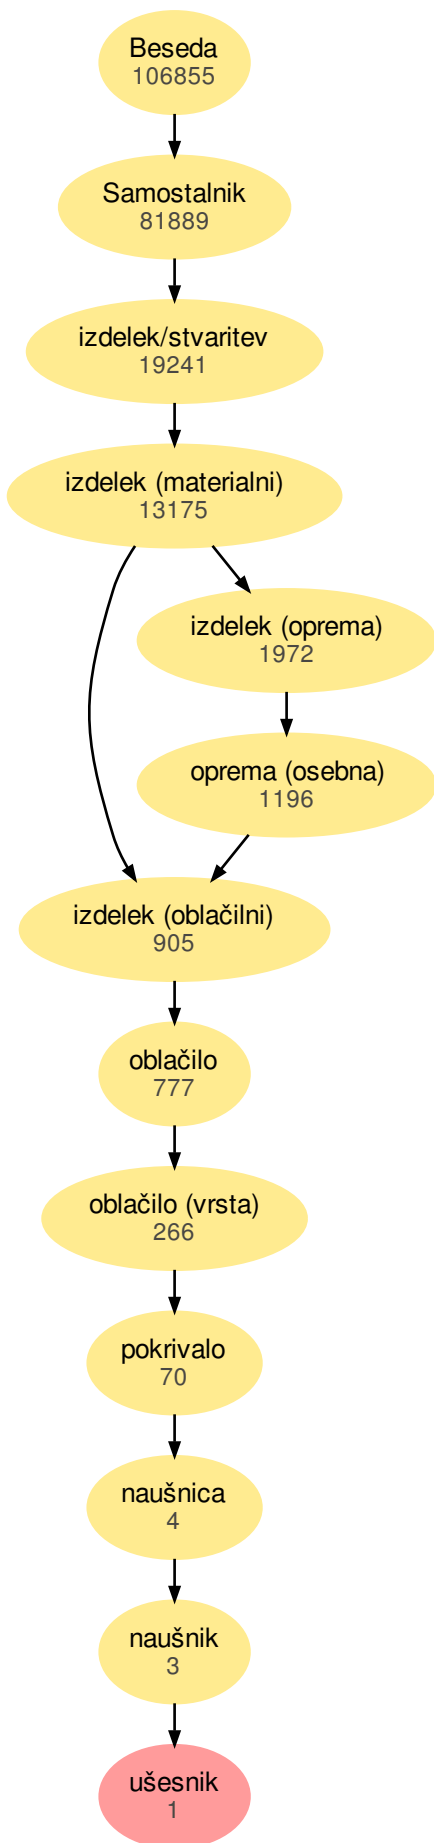 Beseda
106855
Samostalnik
81889
izdelek/stvaritev
19241
izdelek (materialni)
13175
izdelek (oprema)
1972
oprema (osebna)
1196
izdelek (oblačilni)
905
oblačilo
777
oblačilo (vrsta)
266
pokrivalo
70
naušnica
4
naušnik
3
ušesnik
1